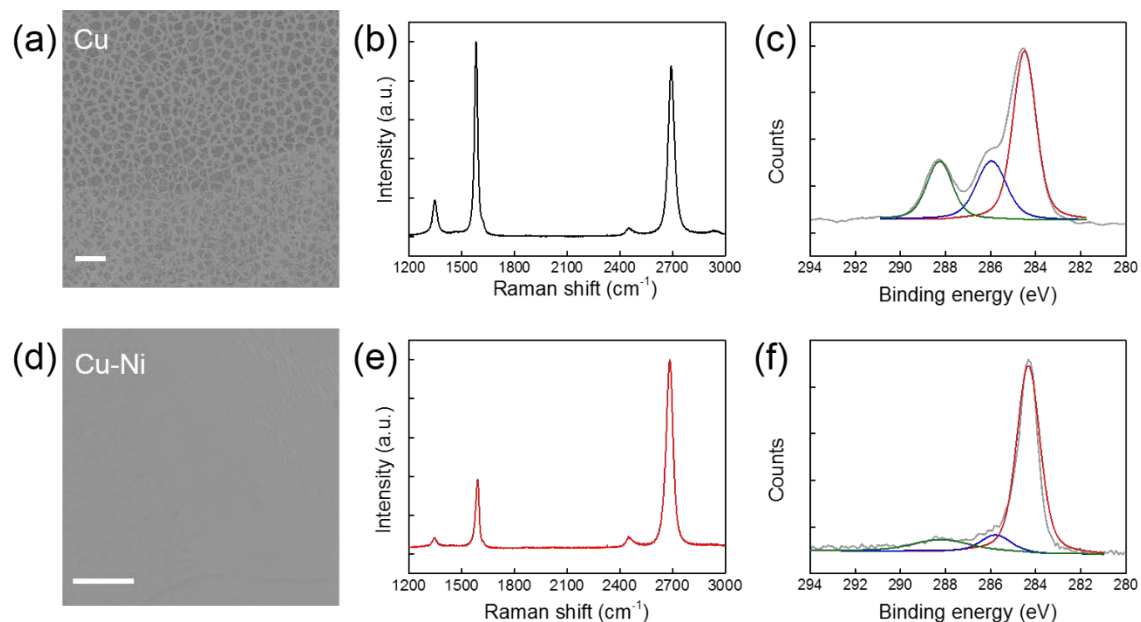 (a)
Cu
(b)
Intensity (a.u.)
1200 1500 1800 2100 2400 2700 3000
Raman shift (cm⁻¹)
(c)
Counts
294 292 290 288 286 284 282 280
Binding energy (eV)
(d)
Cu-Ni
(e)
Intensity (a.u.)
1200 1500 1800 2100 2400 2700 3000
Raman shift (cm⁻¹)
(f)
Counts
294 292 290 288 286 284 282 280
Binding energy (eV)